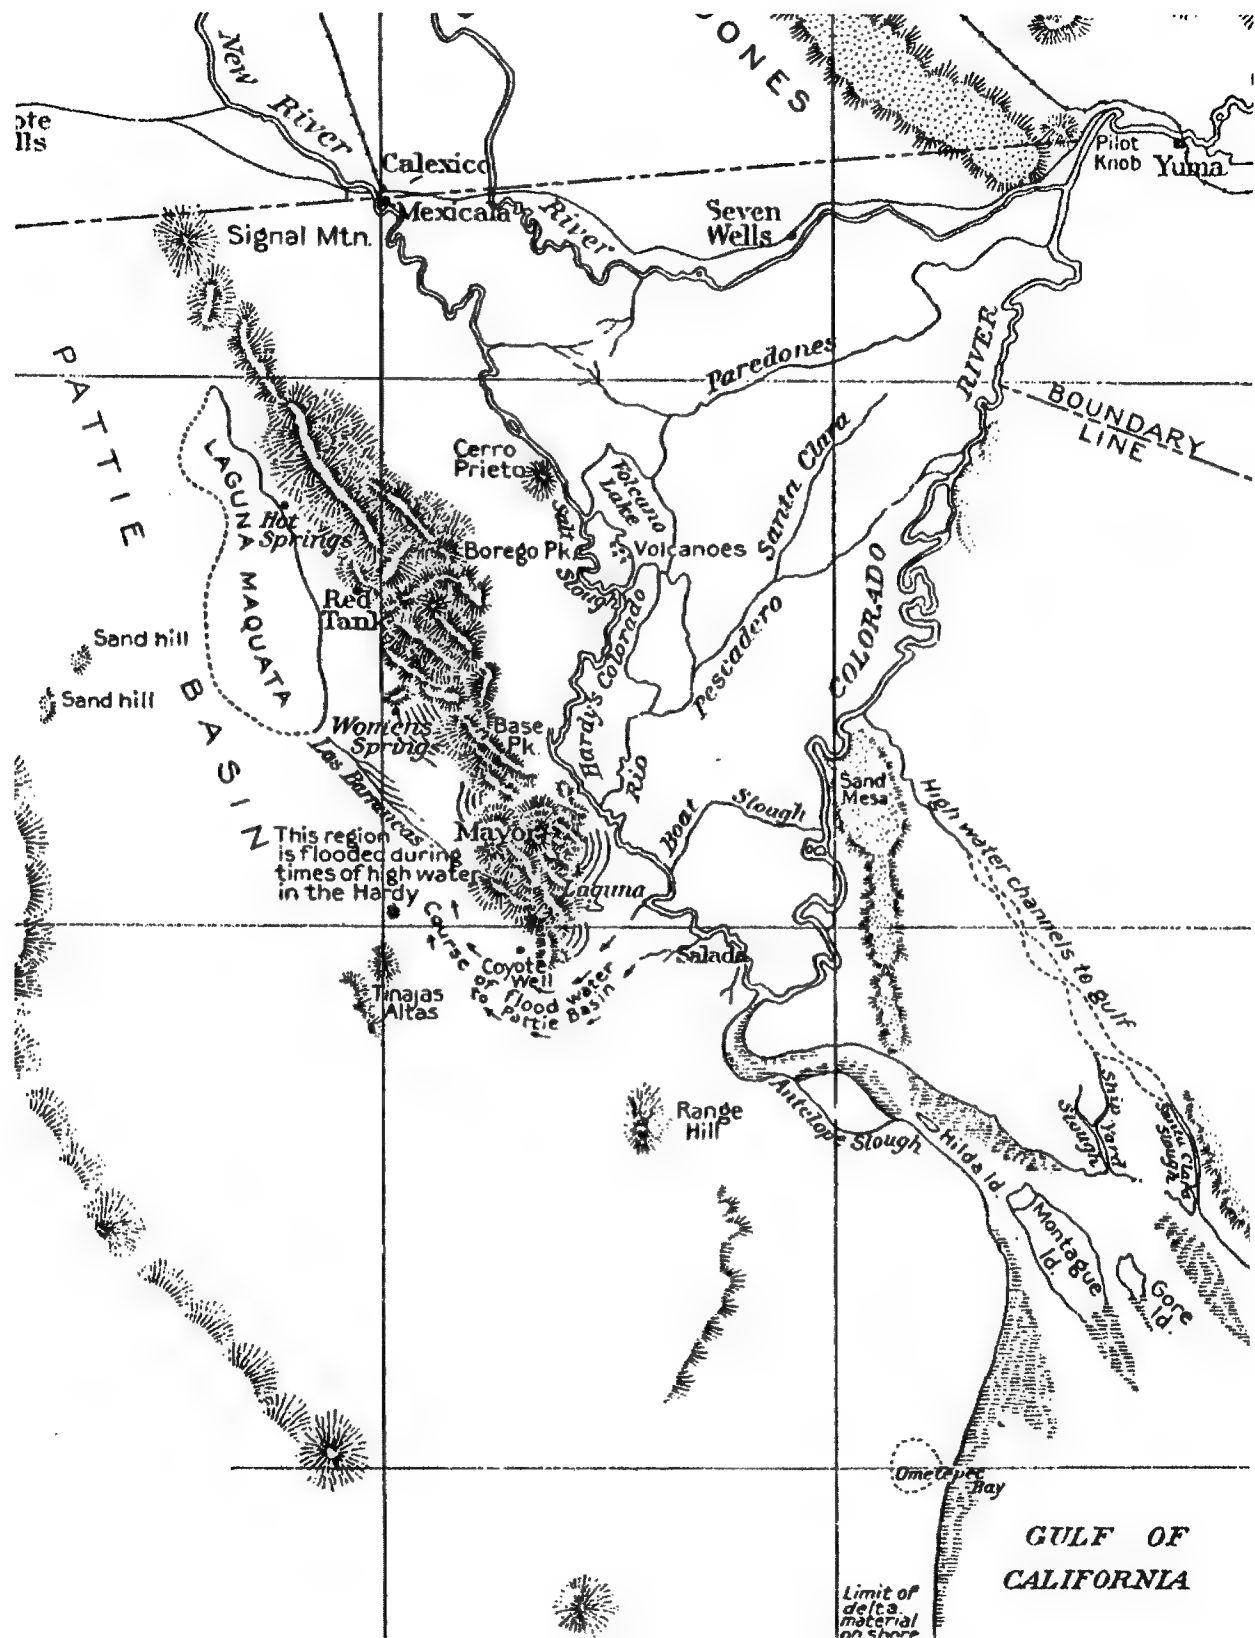 ONES
New River
ote
lls
Calexico
Mexicala
River
Pilot
Knob
Yuma
Signal Mtn.
Seven
Wells
PATTIE BASIN
Paredones
RIVER
BOUNDARY
LINE
LAGUNA MAQUATA
Cerro
Prieto
Volcano
Lake
Santa Clara
Hot
Springs
Salt Slough
Borego Pk.
Volcanoes
Red
Tank
Hardy's Colorado
Pescadero
COLORADO
Sand hill
Sand hill
Womens
Springs
Base
Pk.
Rio
Las Barrancas
Sand
Mesa
High water channels to gulf
Boat Slough
This region
is flooded during
times of high water
in the Hardy
Mayor
Laguna
Salada
Coyote
Well
Course of flood water
to Pattie Basin
Tinajas
Altas
Range
Hill
Antelope Slough
Hilda Id.
Ship Yard
Slough
Santa Clara
Slough
Montague
Id.
Gore
Id.
Ometepec
Bay
GULF OF
CALIFORNIA
Limit of
delta
material
on shore